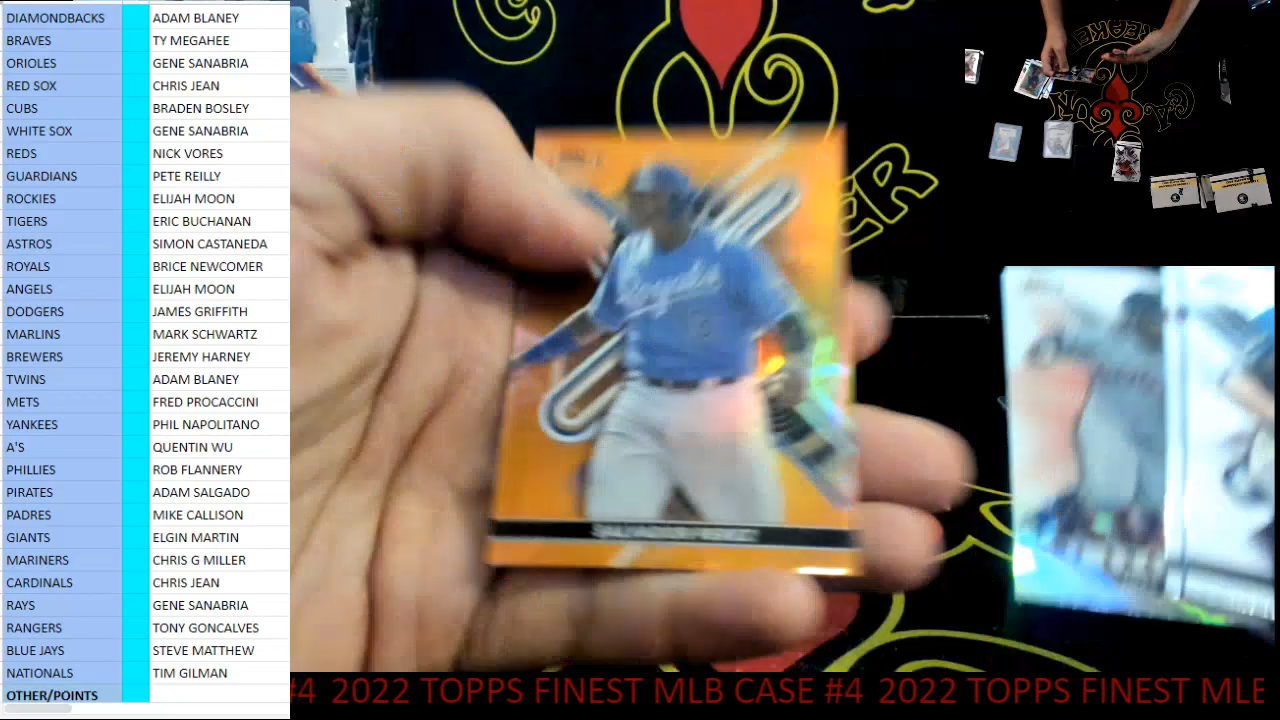 DIAMONDBACKS ADAM BLANEY
BRAVES TY MEGAHEE
ORIOLES GENE SANABRIA
RED SOX CHRIS JEAN
CUBS BRADEN BOSLEY
WHITE SOX GENE SANABRIA
REDS NICK VORES
GUARDIANS PETE REILLY
ROCKIES ELIJAH MOON
TIGERS ERIC BUCHANAN
ASTROS SIMON CASTANEDA
ROYALS BRICE NEWCOMER
ANGELS ELIJAH MOON
DODGERS JAMES GRIFFITH
MARLINS MARK SCHWARTZ
BREWERS JEREMY HARNEY
TWINS ADAM BLANEY
METS FRED PROCACCINI
YANKEES PHIL NAPOLITANO
A'S QUENTIN WU
PHILLIES ROB FLANNERY
PIRATES ADAM SALGADO
PADRES MIKE CALLISON
GIANTS ELGIN MARTIN
MARINERS CHRIS G MILLER
CARDINALS CHRIS JEAN
RAYS GENE SANABRIA
RANGERS TONY GONCALVES
BLUE JAYS STEVE MATTHEW
NATIONALS TIM GILMAN
OTHER/POINTS
Royals
ER
#4 2022 TOPPS FINEST MLB CASE #4 2022 TOPPS FINEST MLB